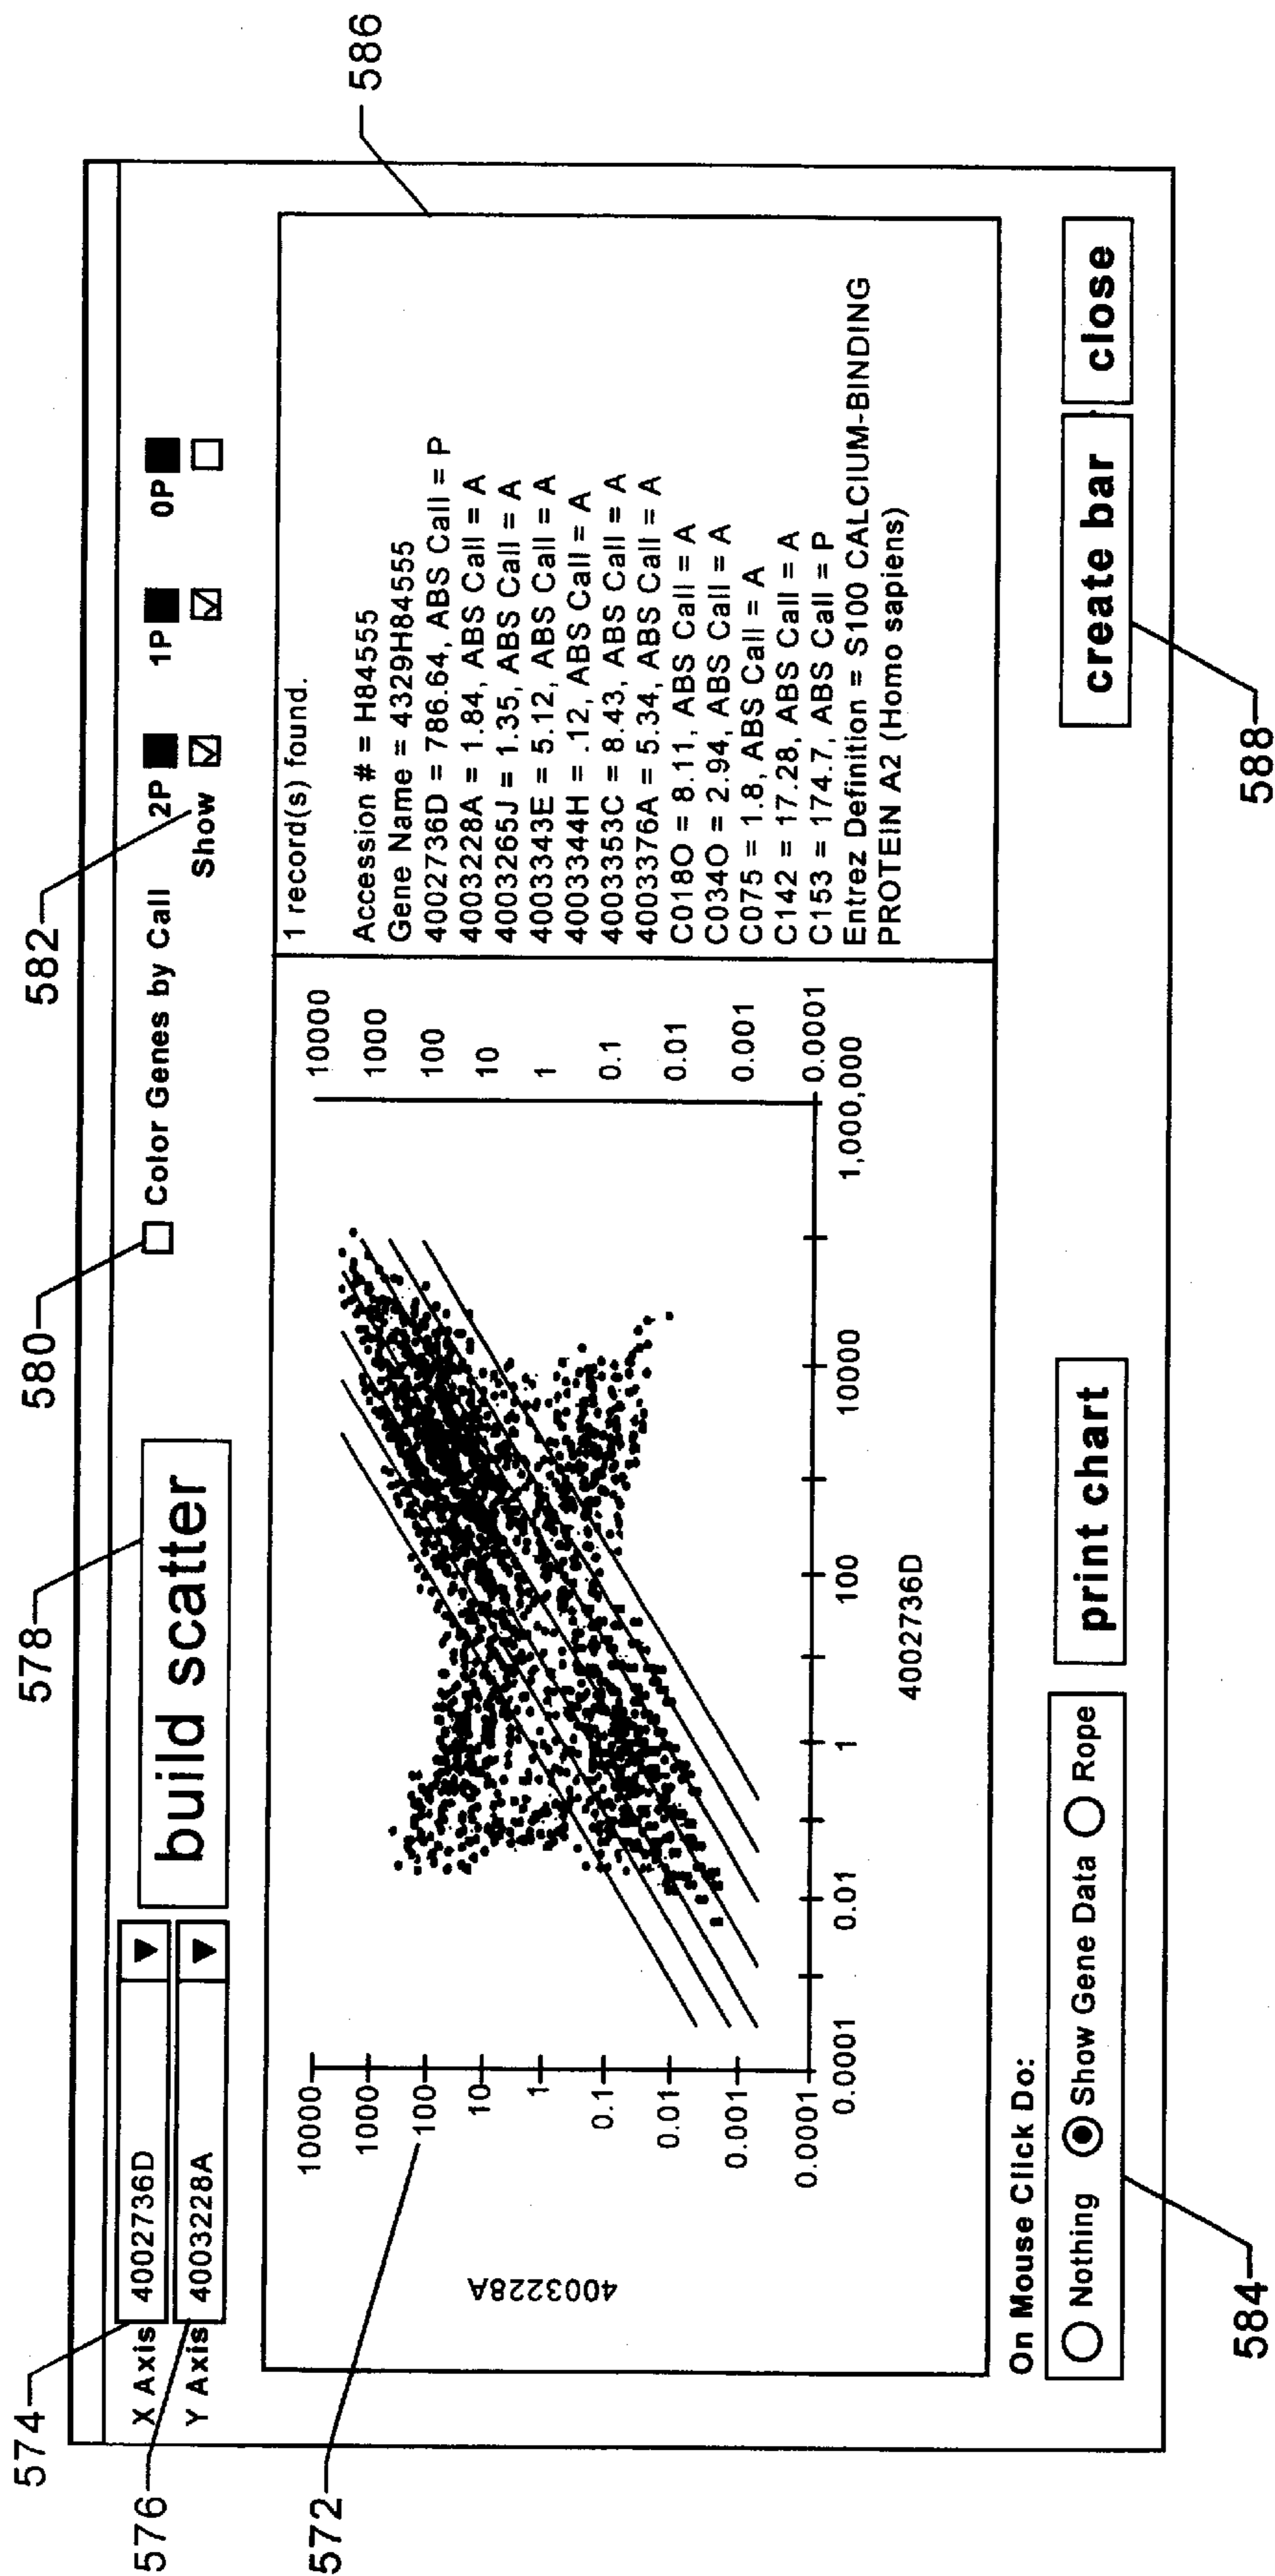 574
576
572
578
580
582
586
X Axis 4002736D
Y Axis 4003228A
build scatter
Color Genes by Call
2P 1P 0P
Show
4003228A
10000
1000
100
10
1
0.1
0.01
0.001
0.0001
0.0001 0.01 1 100 10000 1,000,000
4002736D
10000
1000
100
10
1
0.1
0.01
0.001
0.0001
1 record(s) found.
Accession # = H84555
Gene Name = 4329H84555
4002736D = 786.64, ABS Call = P
4003228A = 1.84, ABS Call = A
4003265J = 1.35, ABS Call = A
4003343E = 5.12, ABS Call = A
4003344H = .12, ABS Call = A
4003353C = 8.43, ABS Call = A
4003376A = 5.34, ABS Call = A
C018O = 8.11, ABS Call = A
C034O = 2.94, ABS Call = A
C075 = 1.8, ABS Call = A
C142 = 17.28, ABS Call = A
C153 = 174.7, ABS Call = P
Entrez Definition = S100 CALCIUM-BINDING
PROTEIN A2 (Homo sapiens)
On Mouse Click Do:
Nothing Show Gene Data Rope
print chart
create bar
close
584
588